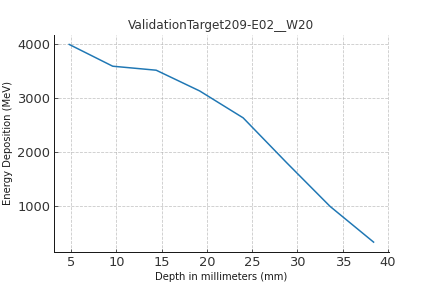 ValidationTarget209-E02__W20
Energy Deposition (MeV)
4000
3000
2000
1000
5 10 15 20 25 30 35 40
Depth in millimeters (mm)